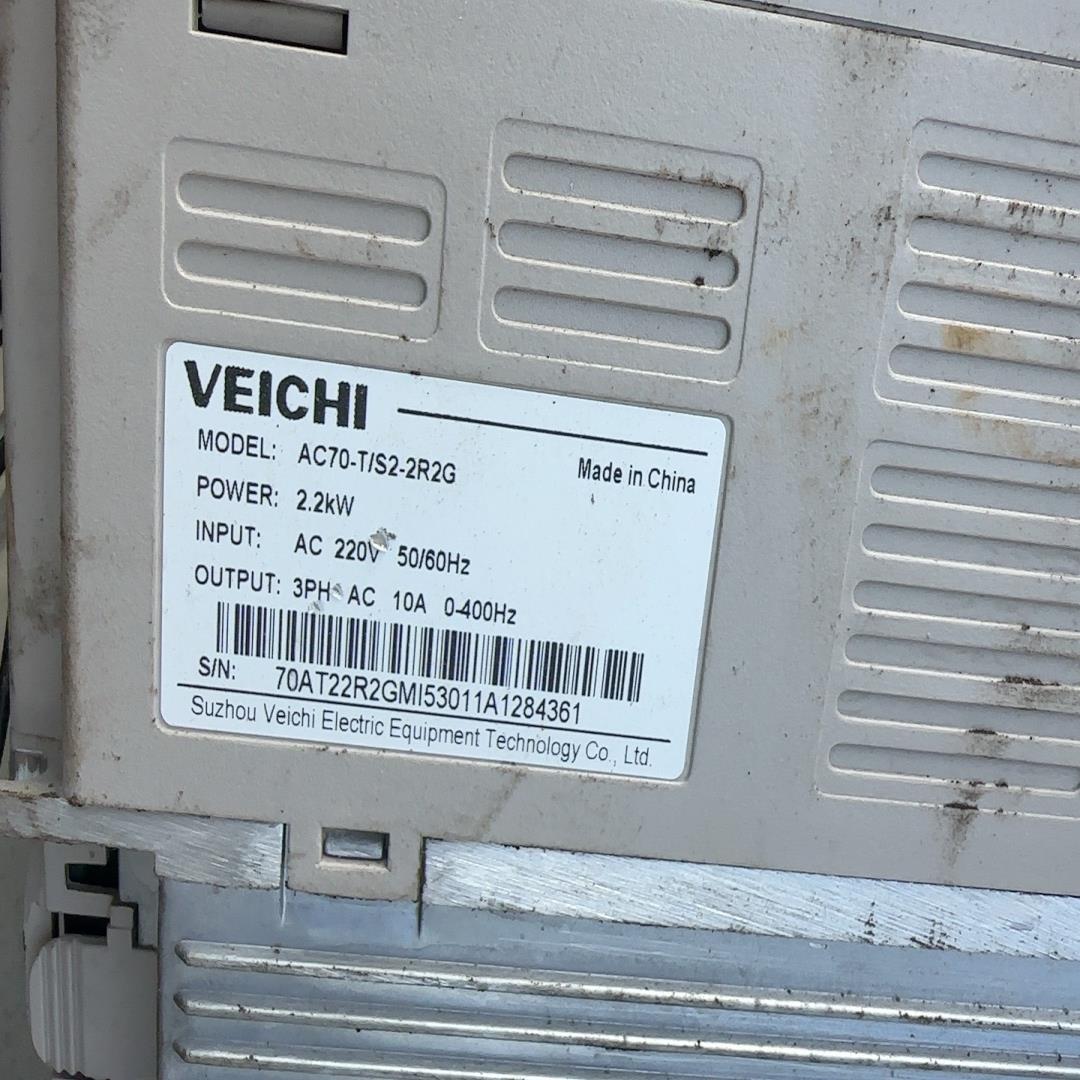 VEICHI
MODEL: AC70-T/S2-2R2G Made in China
POWER: 2.2kW
INPUT: AC 220V 50/60Hz
OUTPUT: 3PH AC 10A 0-400Hz
S/N: 70AT22R2GMI53011A1284361
Suzhou Veichi Electric Equipment Technology Co., Ltd.